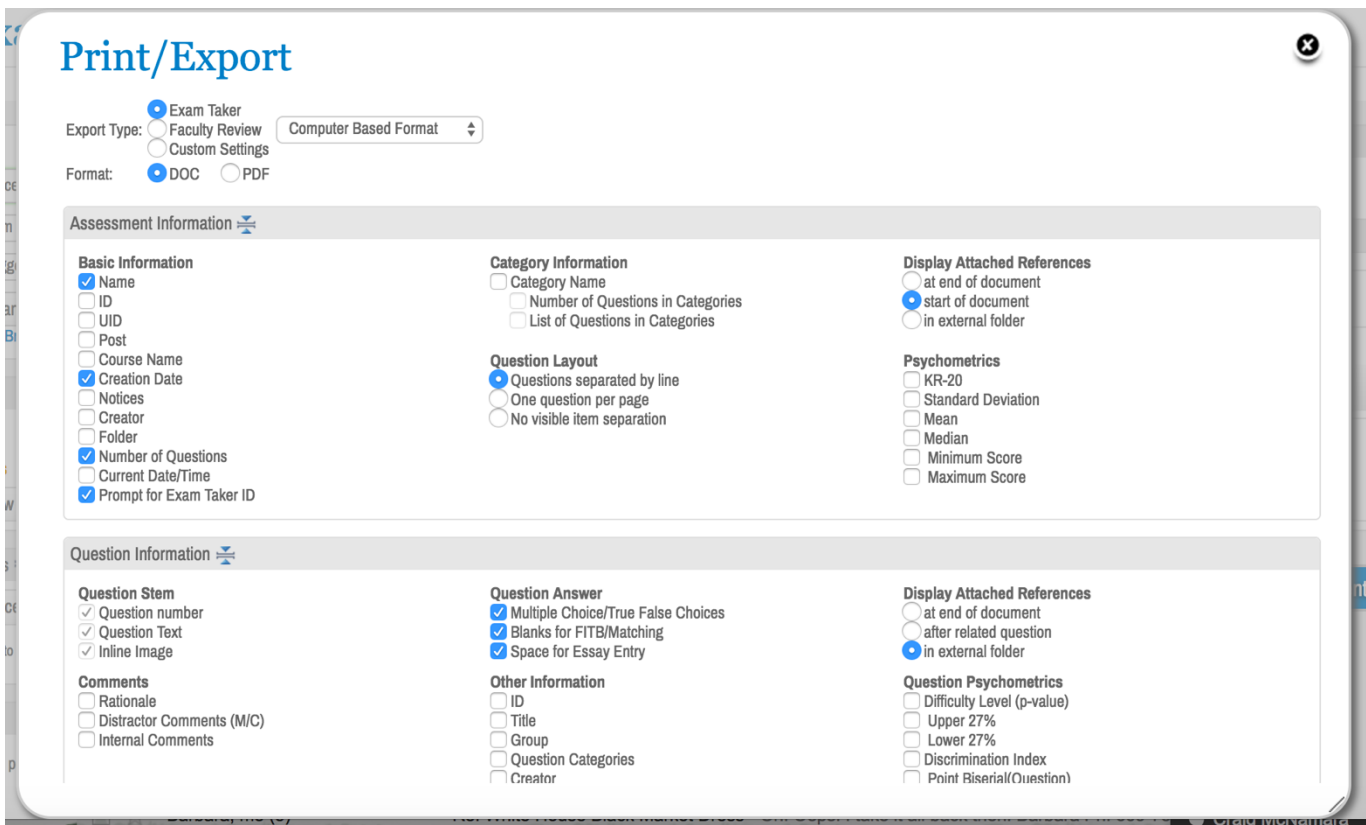 Print/Export
Export Type:
Exam Taker
Faculty Review
Custom Settings
Computer Based Format
Format:
DOC
PDF
Assessment Information
Basic Information
Name
ID
UID
Post
Course Name
Creation Date
Notices
Creator
Folder
Number of Questions
Current Date/Time
Prompt for Exam Taker ID
Category Information
Category Name
Number of Questions in Categories
List of Questions in Categories
Question Layout
Questions separated by line
One question per page
No visible item separation
Display Attached References
at end of document
start of document
in external folder
Psychometrics
KR-20
Standard Deviation
Mean
Median
Minimum Score
Maximum Score
Question Information
Question Stem
Question number
Question Text
Inline Image
Comments
Rationale
Distractor Comments (M/C)
Internal Comments
Question Answer
Multiple Choice/True False Choices
Blanks for FITB/Matching
Space for Essay Entry
Other Information
ID
Title
Group
Question Categories
Creator
Display Attached References
at end of document
after related question
in external folder
Question Psychometrics
Difficulty Level (p-value)
Upper 27%
Lower 27%
Discrimination Index
Point Biserial(Question)
Craig McNamara